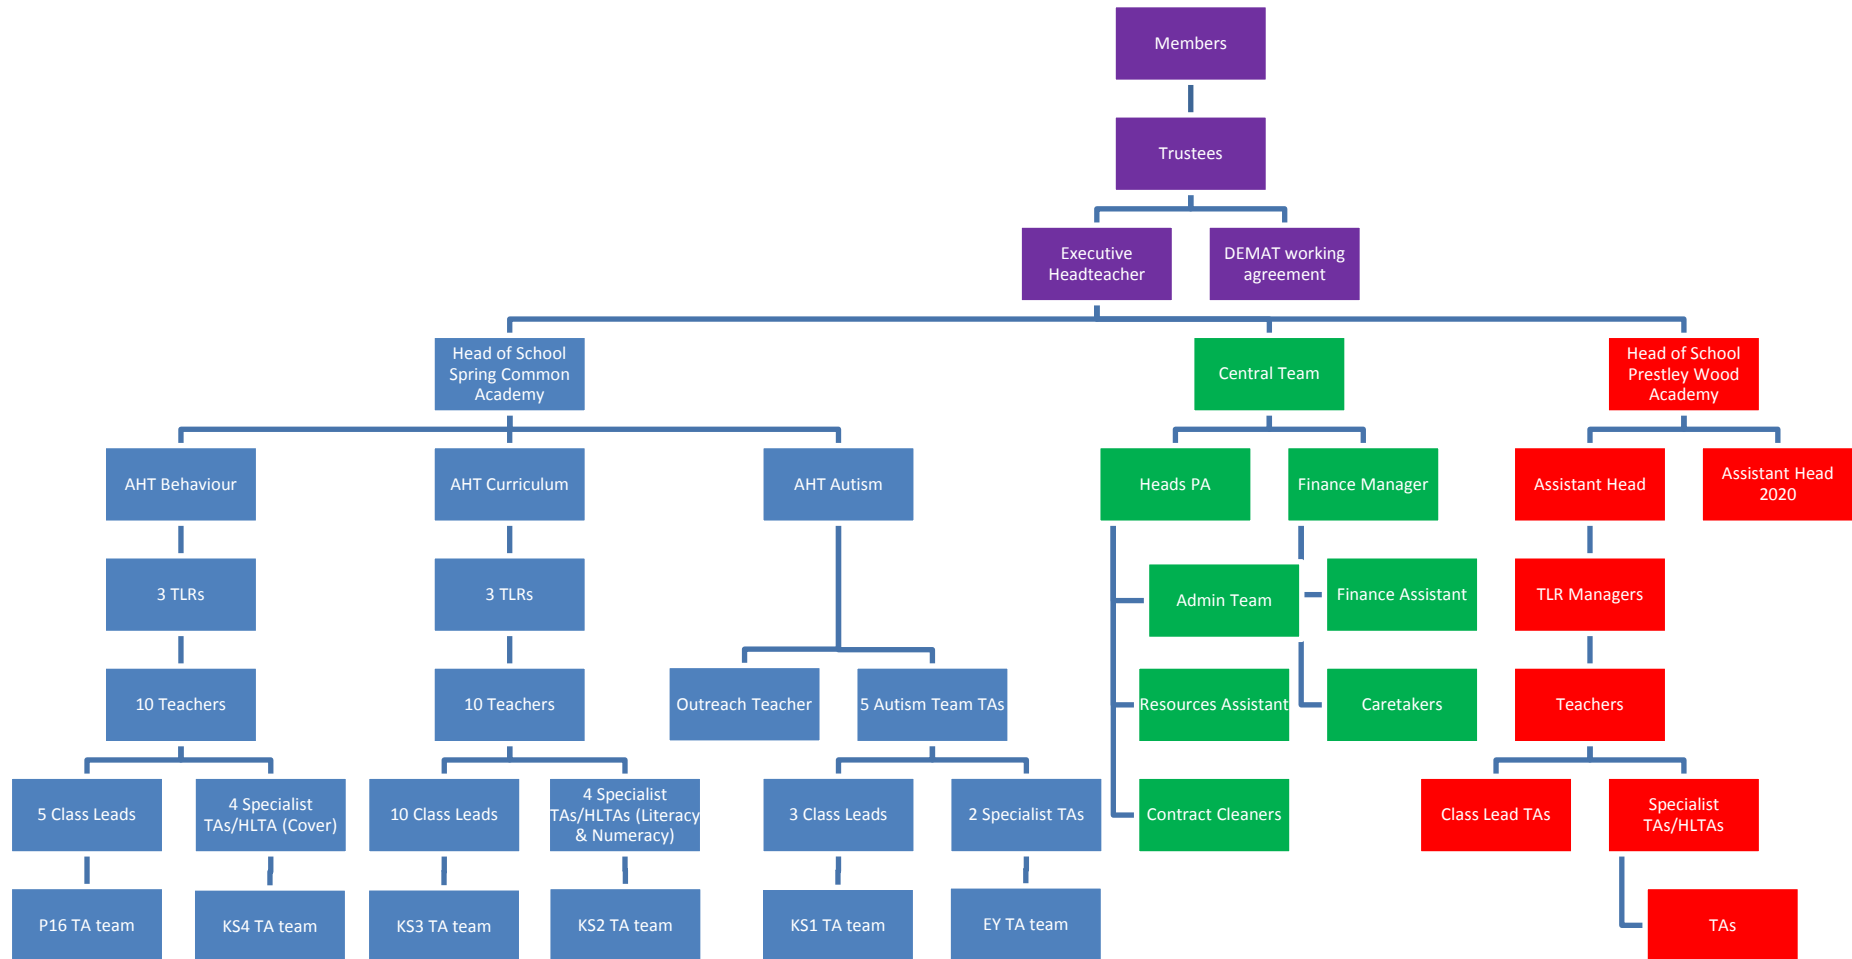 Members
Trustees
Executive
Headteacher
DEMAT working
agreement
Head of School
Spring Common
Academy
Central Team
Head of School
Prestley Wood
Academy
AHT Behaviour
AHT Curriculum
AHT Autism
Heads PA
Finance Manager
Assistant Head
Assistant Head
2020
3 TLRs
3 TLRs
Admin Team
Finance Assistant
TLR Managers
10 Teachers
10 Teachers
Outreach Teacher
5 Autism Team TAs
Resources Assistant
Caretakers
Teachers
5 Class Leads
4 Specialist
TAs/HLTA (Cover)
10 Class Leads
4 Specialist
TAs/HLTAs (Literacy
& Numeracy)
3 Class Leads
2 Specialist TAs
Contract Cleaners
Class Lead TAs
Specialist
TAs/HLTAs
P16 TA team
KS4 TA team
KS3 TA team
KS2 TA team
KS1 TA team
EY TA team
TAs